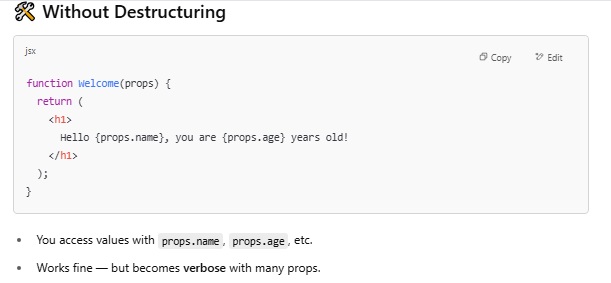 🛠 Without Destructuring
jsx
Copy Edit
function Welcome(props) {
  return (
    <h1>
      Hello {props.name}, you are {props.age} years old!
    </h1>
  );
}
• You access values with props.name, props.age, etc.
• Works fine — but becomes verbose with many props.